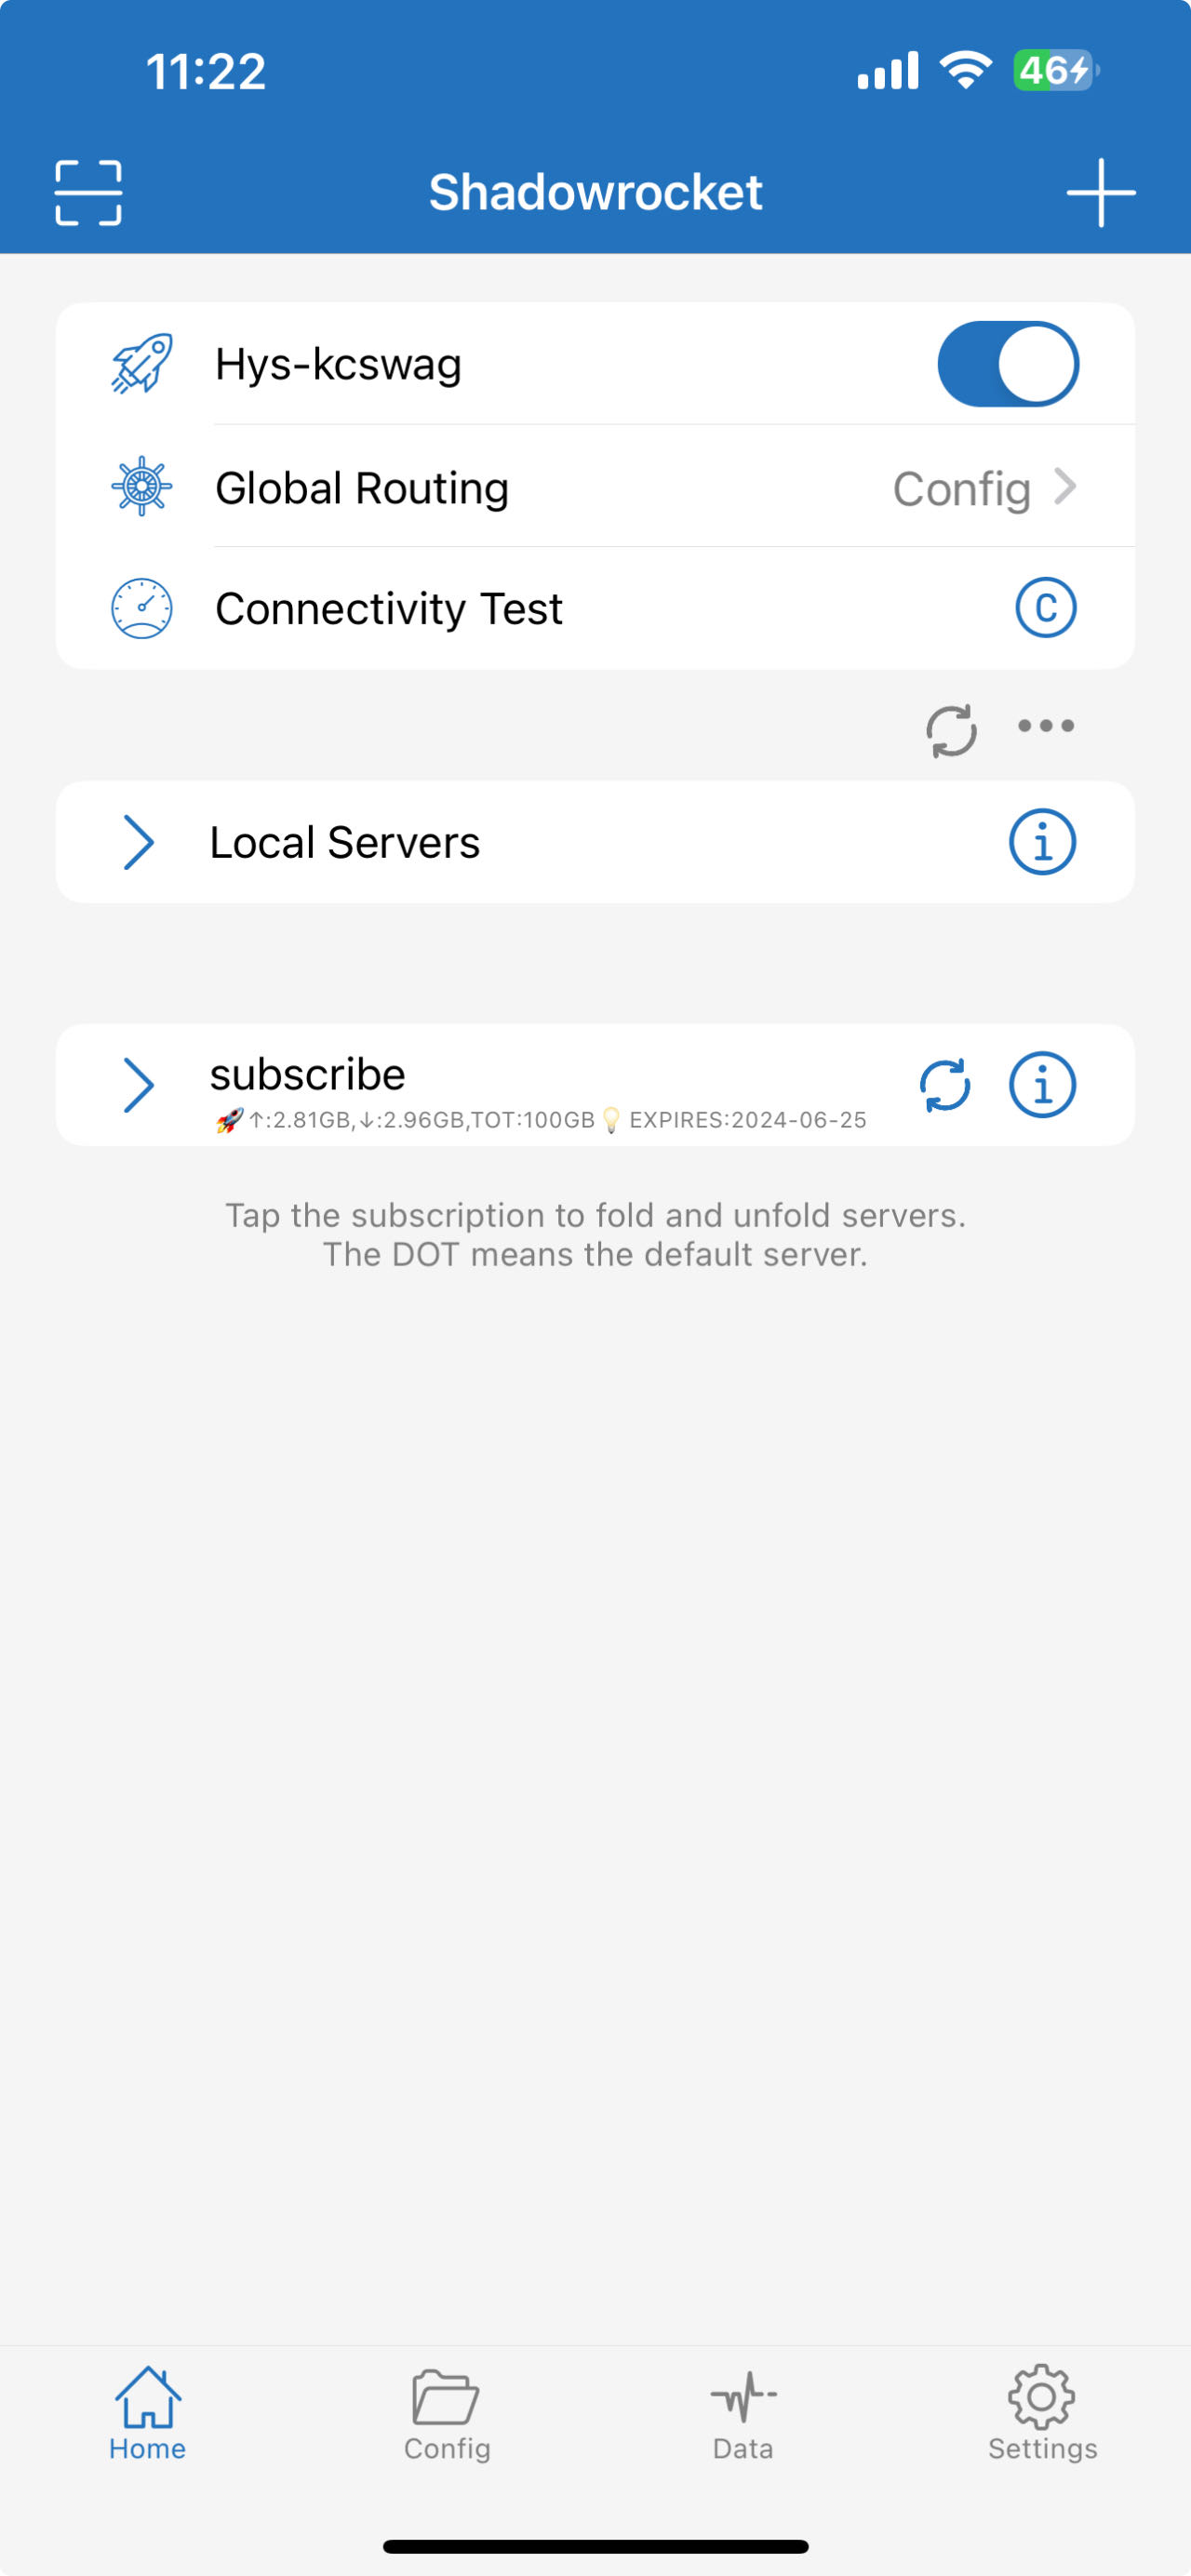 11:22
46
Shadowrocket
Hys-kcswag
Global Routing Config
Connectivity Test C
Local Servers
subscribe
🚀↑:2.81GB,↓:2.96GB,TOT:100GB💡EXPIRES:2024-06-25
Tap the subscription to fold and unfold servers.
The DOT means the default server.
Home Config Data Settings